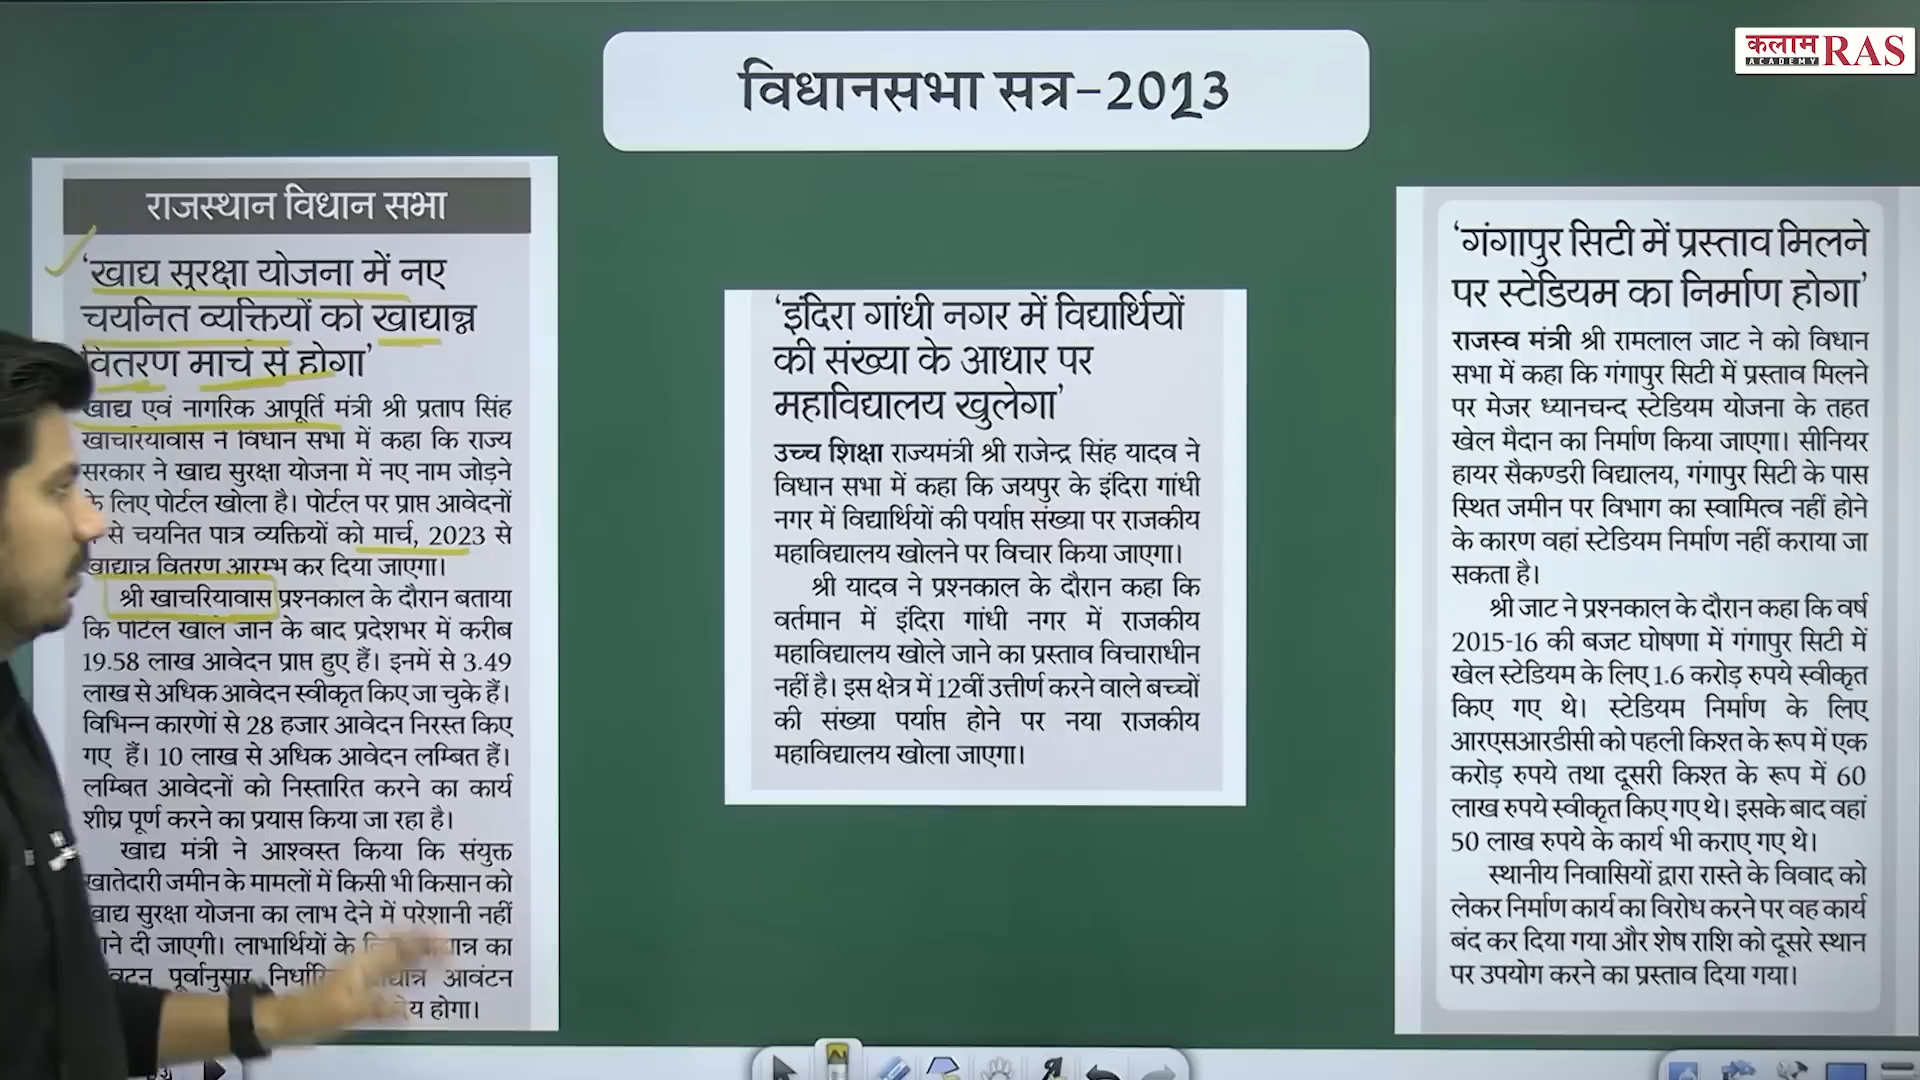 कलाम RAS
ACADEMY
विधानसभा सत्र-2023
राजस्थान विधान सभा
'खाद्य सुरक्षा योजना में नए
चयनित व्यक्तियों को खाद्यान्न
वितरण मार्च से होगा'
खाद्य एवं नागरिक आपूर्ति मंत्री श्री प्रताप सिंह
खाचरियावास ने विधान सभा में कहा कि राज्य
सरकार ने खाद्य सुरक्षा योजना में नए नाम जोड़ने
के लिए पोर्टल खोला है। पोर्टल पर प्राप्त आवेदनों
से चयनित पात्र व्यक्तियों को मार्च, 2023 से
खाद्यान्न वितरण आरम्भ कर दिया जाएगा।
श्री खाचरियावास प्रश्नकाल के दौरान बताया
कि पोर्टल खोले जाने के बाद प्रदेशभर में करीब
19.58 लाख आवेदन प्राप्त हुए हैं। इनमें से 3.49
लाख से अधिक आवेदन स्वीकृत किए जा चुके हैं।
विभिन्न कारणों से 28 हजार आवेदन निरस्त किए
गए हैं। 10 लाख से अधिक आवेदन लम्बित हैं।
लम्बित आवेदनों को निस्तारित करने का कार्य
शीघ्र पूर्ण करने का प्रयास किया जा रहा है।
खाद्य मंत्री ने आश्वस्त किया कि संयुक्त
खातेदारी जमीन के मामलों में किसी भी किसान को
खाद्य सुरक्षा योजना का लाभ देने में परेशानी नहीं
दी जाएगी। लाभार्थियों के का
पूर्वानुसार आवंटन
होगा।
'इंदिरा गांधी नगर में विद्यार्थियों
की संख्या के आधार पर
महाविद्यालय खुलेगा'
उच्च शिक्षा राज्यमंत्री श्री राजेन्द्र सिंह यादव ने
विधान सभा में कहा कि जयपुर के इंदिरा गांधी
नगर में विद्यार्थियों की पर्याप्त संख्या पर राजकीय
महाविद्यालय खोलने पर विचार किया जाएगा।
श्री यादव ने प्रश्नकाल के दौरान कहा कि
वर्तमान में इंदिरा गांधी नगर में राजकीय
महाविद्यालय खोले जाने का प्रस्ताव विचाराधीन
नहीं है। इस क्षेत्र में 12वीं उत्तीर्ण करने वाले बच्चों
की संख्या पर्याप्त होने पर नया राजकीय
महाविद्यालय खोला जाएगा।
'गंगापुर सिटी में प्रस्ताव मिलने
पर स्टेडियम का निर्माण होगा'
राजस्व मंत्री श्री रामलाल जाट ने को विधान
सभा में कहा कि गंगापुर सिटी में प्रस्ताव मिलने
पर मेजर ध्यानचन्द स्टेडियम योजना के तहत
खेल मैदान का निर्माण किया जाएगा। सीनियर
हायर सैकण्डरी विद्यालय, गंगापुर सिटी के पास
स्थित जमीन पर विभाग का स्वामित्व नहीं होने
के कारण वहां स्टेडियम निर्माण नहीं कराया जा
सकता है।
श्री जाट ने प्रश्नकाल के दौरान कहा कि वर्ष
2015-16 की बजट घोषणा में गंगापुर सिटी में
खेल स्टेडियम के लिए 1.6 करोड़ रुपये स्वीकृत
किए गए थे। स्टेडियम निर्माण के लिए
आरएसआरडीसी को पहली किश्त के रूप में एक
करोड़ रुपये तथा दूसरी किश्त के रूप में 60
लाख रुपये स्वीकृत किए गए थे। इसके बाद वहां
50 लाख रुपये के कार्य भी कराए गए थे।
स्थानीय निवासियों द्वारा रास्ते के विवाद को
लेकर निर्माण कार्य का विरोध करने पर वह कार्य
बंद कर दिया गया और शेष राशि को दूसरे स्थान
पर उपयोग करने का प्रस्ताव दिया गया।